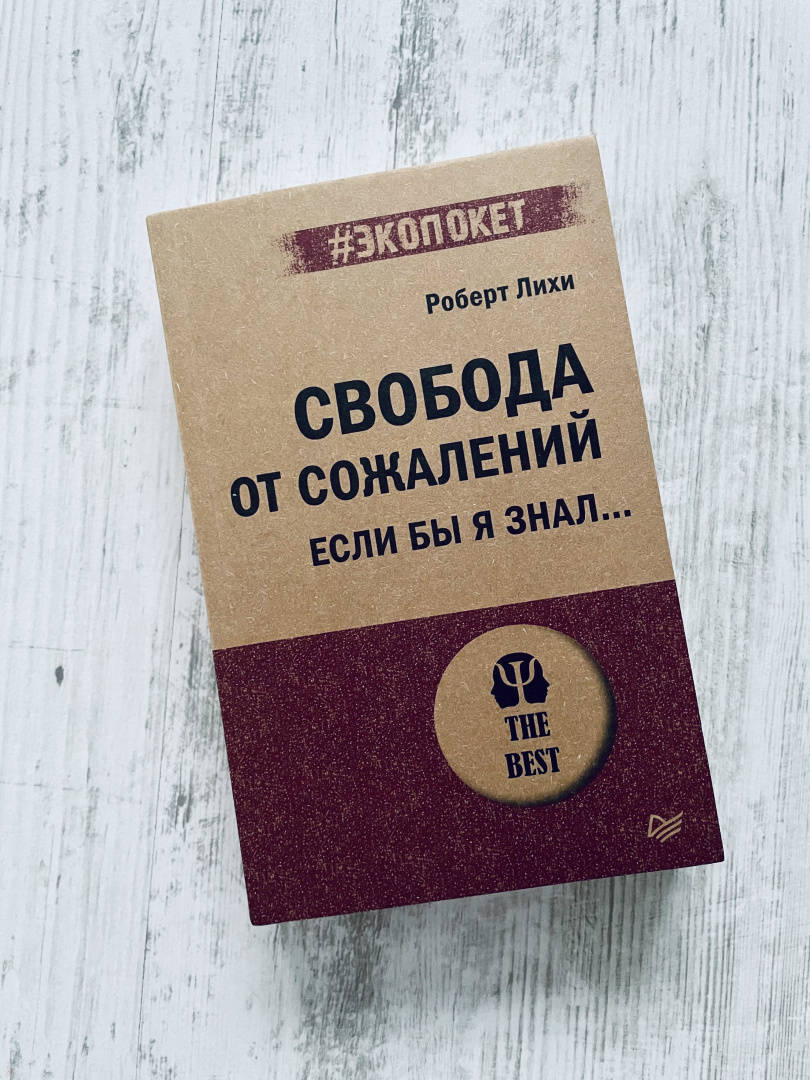 #ЭКОПОКЕТ
Роберт Лихи
СВОБОДА
ОТ СОЖАЛЕНИЙ
ЕСЛИ БЫ Я ЗНАЛ...
Ψ
THE
BEST